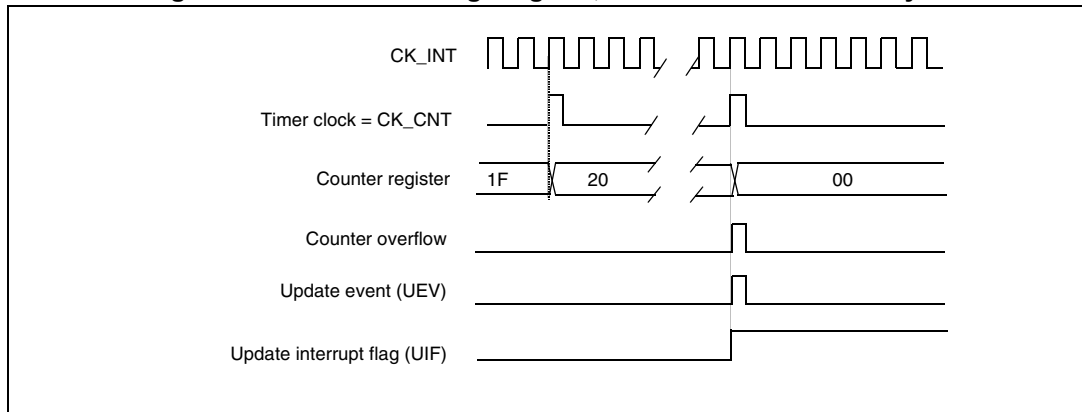 CK_INT
Timer clock = CK_CNT
Counter register
1F
20
00
Counter overflow
Update event (UEV)
Update interrupt flag (UIF)